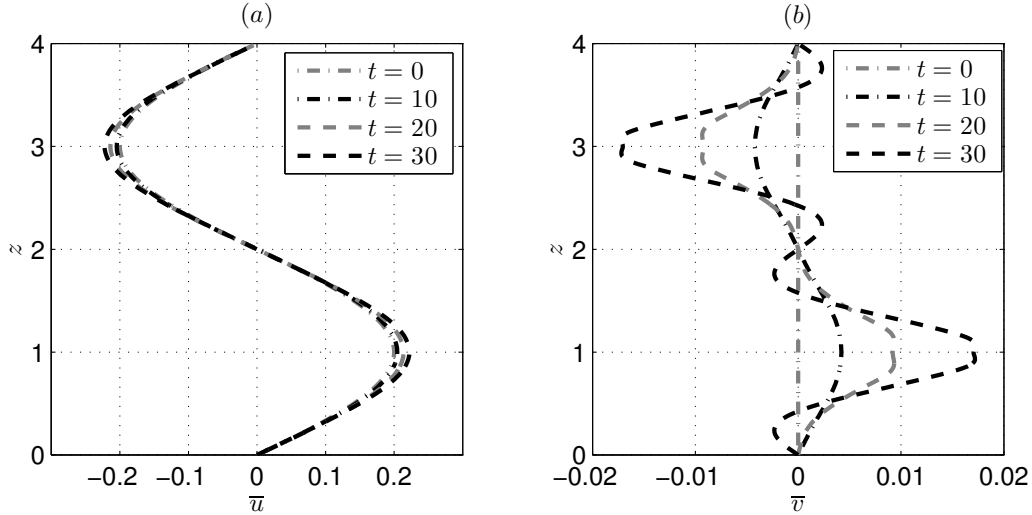 (a)
4
3
2
1
0
z
−0.2 −0.1 0 0.1 0.2
u̅
t = 0
t = 10
t = 20
t = 30
(b)
4
3
2
1
0
z
−0.02 −0.01 0 0.01 0.02
v̅
t = 0
t = 10
t = 20
t = 30